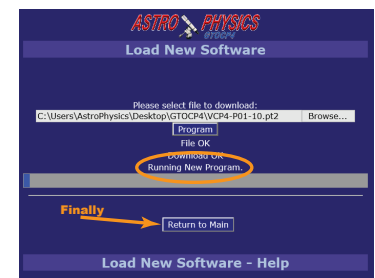 ASTRO PHYSICS
GTOCP4
Load New Software
Please select file to download:
C:\Users\AstroPhysics\Desktop\GTOCP4\VCP4-P01-10.pt2 Browse...
Program
File OK
Download OK
Running New Program.
Finally
Return to Main
Load New Software - Help